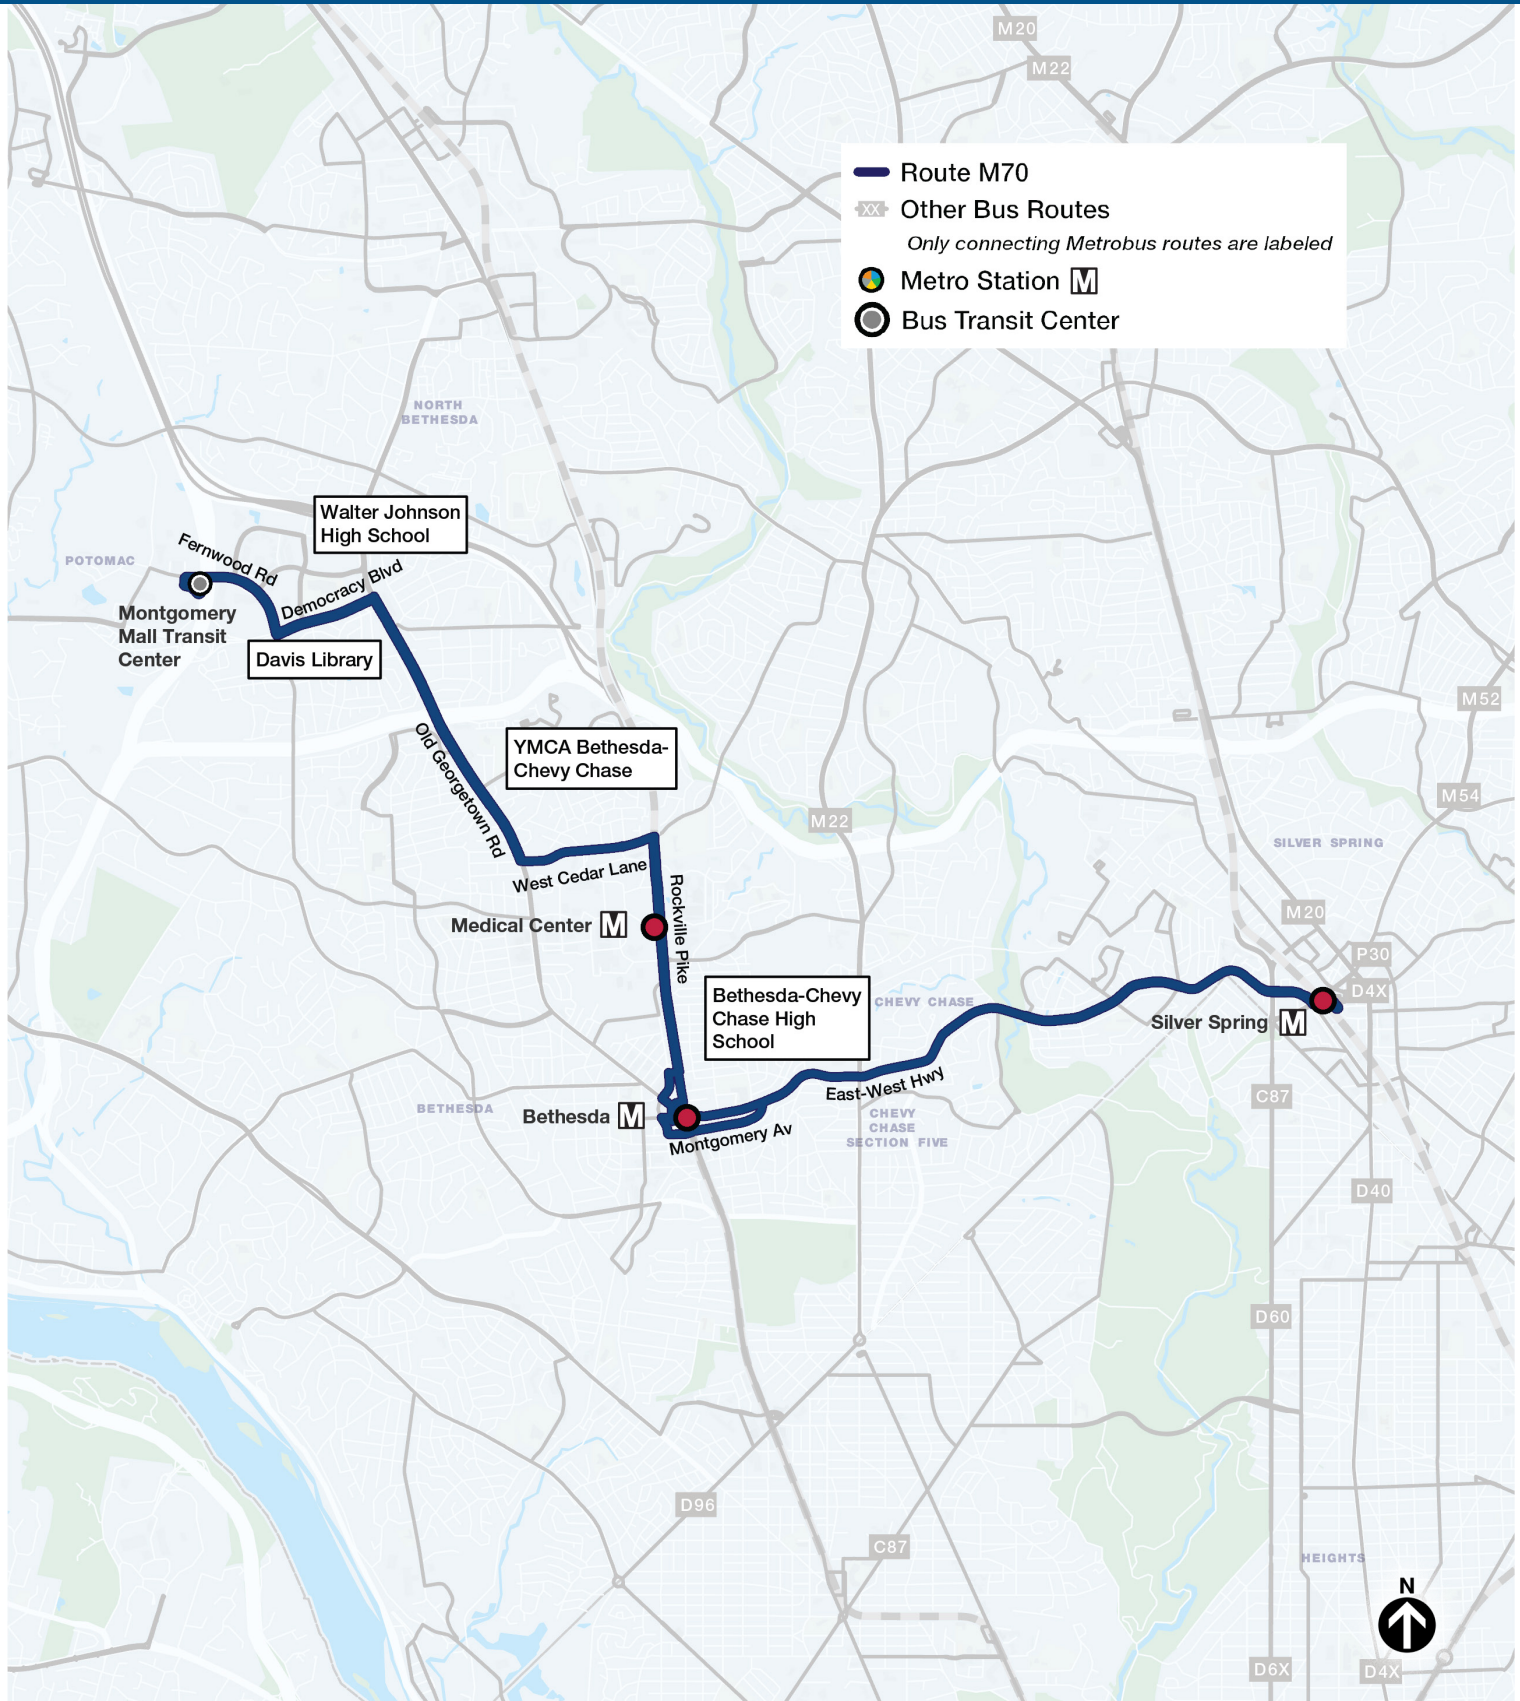 M20
M22
Route M70
XX Other Bus Routes
Only connecting Metrobus routes are labeled
Metro Station M
Bus Transit Center
NORTH
BETHESDA
Walter Johnson
High School
POTOMAC
Fernwood Rd
Democracy Blvd
Montgomery
Mall Transit
Center
Davis Library
M52
Old Georgetown Rd
YMCA Bethesda-
Chevy Chase
M54
M22
SILVER SPRING
West Cedar Lane
Rockville Pike
M20
Medical Center M
P30
D4X
Bethesda-Chevy
Chase High
School
CHEVY CHASE
Silver Spring M
East-West Hwy
C87
BETHESDA
Bethesda M
Montgomery Av
CHEVY
CHASE
SECTION FIVE
D40
D60
D96
C87
HEIGHTS
N
D6X
D4X